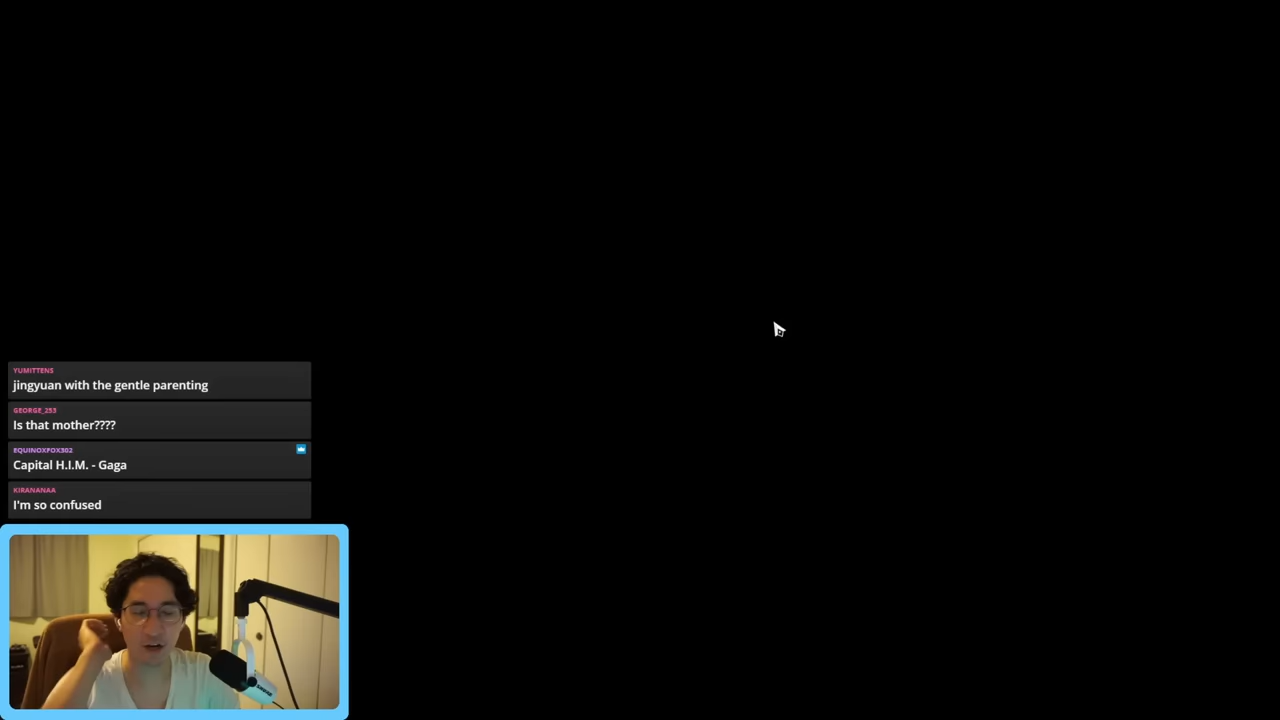 YUMITTENS
jingyuan with the gentle parenting
GEORGE_253
Is that mother????
EQUINOXFOX302
Capital H.I.M. - Gaga
KIRANANAA
I'm so confused